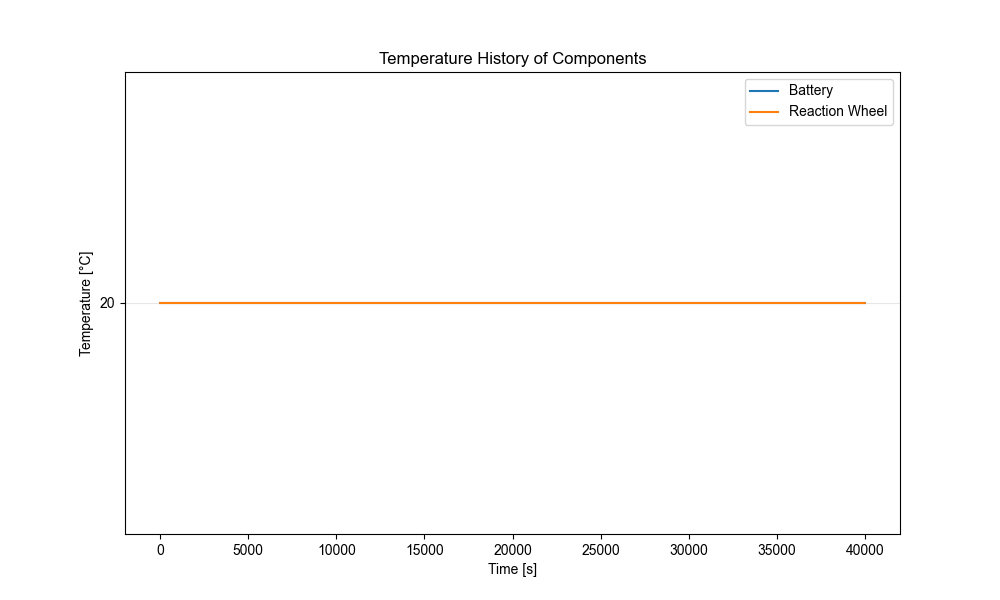 Temperature History of Components
Battery
Reaction Wheel
Temperature [°C]
20
0 5000 10000 15000 20000 25000 30000 35000 40000
Time [s]